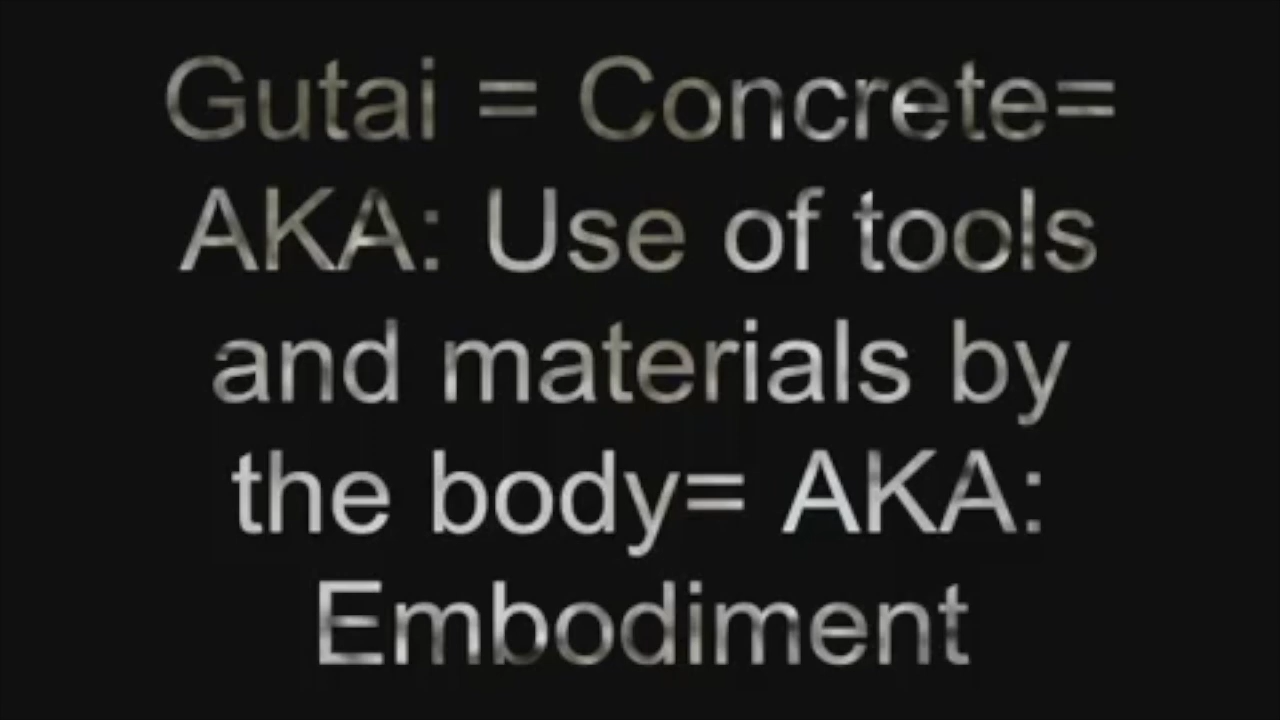 Gutai = Concrete=
AKA: Use of tools
and materials by
the body= AKA:
Embodiment